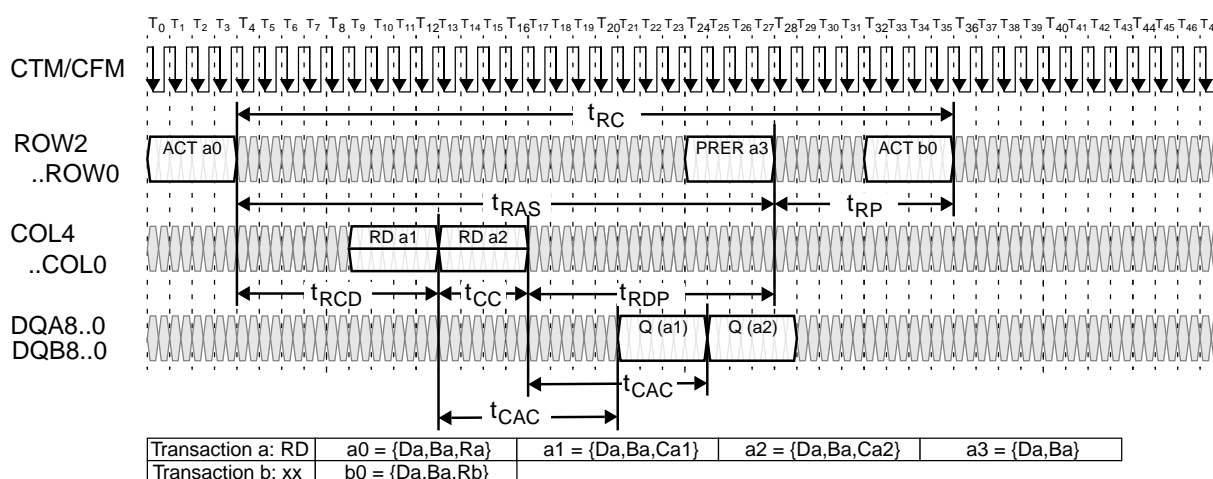 T0 T1 T2 T3 T4 T5 T6 T7 T8 T9 T10 T11 T12 T13 T14 T15 T16 T17 T18 T19 T20 T21 T22 T23 T24 T25 T26 T27 T28 T29 T30 T31 T32 T33 T34 T35 T36 T37 T38 T39 T40 T41 T42 T43 T44 T45 T46 T4
CTM/CFM
tRC
ROW2
..ROW0
ACT a0
PRER a3
ACT b0
tRAS
tRP
COL4
..COL0
RD a1
RD a2
tRCD
tCC
tRDP
DQA8..0
DQB8..0
Q (a1)
Q (a2)
tCAC
tCAC
Transaction a: RD a0 = {Da,Ba,Ra} a1 = {Da,Ba,Ca1} a2 = {Da,Ba,Ca2} a3 = {Da,Ba}
Transaction b: xx b0 = {Da,Ba,Rb}